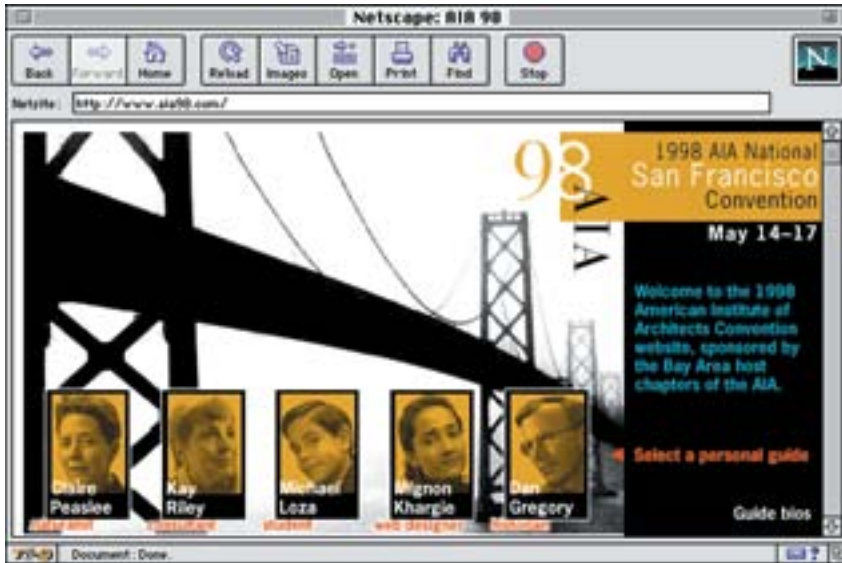 Netscape: AIA 98
Back Forward Home Reload Images Open Print Find Stop
N
Netsite: http://www.aia98.com/
98
AIA
1998 AIA National
San Francisco
Convention
May 14–17
Welcome to the 1998
American Institute of
Architects Convention
website, sponsored by
the Bay Area host
chapters of the AIA.
Claire
Peaslee
naturalist
Kay
Riley
consultant
Michael
Loza
student
Mignon
Khargie
web designer
Dan
Gregory
historian
Select a personal guide
Guide bios
Document: Done.
?